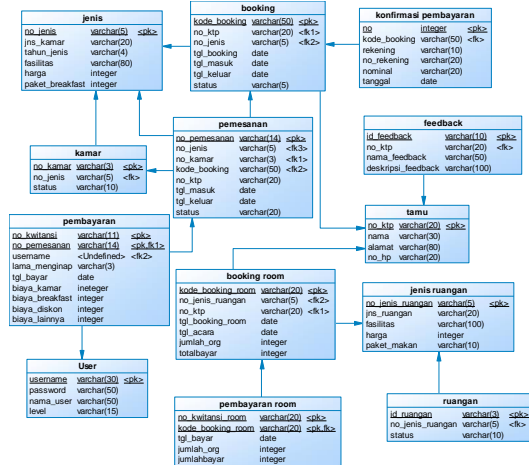 jenis
no_jenis varchar(5) <pk>
jns_kamar varchar(20)
tahun_jenis varchar(4)
fasilitas varchar(80)
harga integer
paket_breakfast integer
booking
kode_booking varchar(50) <pk>
no_ktp varchar(20) <fk1>
no_jenis varchar(5) <fk2>
tgl_booking date
tgl_masuk date
tgl_keluar date
status varchar(5)
konfirmasi pembayaran
no integer <pk>
kode_booking varchar(50) <fk>
rekening varchar(10)
no_rekening varchar(20)
nominal varchar(20)
tanggal date
pemesanan
no_pemesanan varchar(14) <pk>
no_jenis varchar(5) <fk3>
no_kamar varchar(3) <fk1>
kode_booking varchar(50) <fk2>
no_ktp varchar(20)
tgl_masuk date
tgl_keluar date
status varchar(20)
feedback
id_feedback varchar(10) <pk>
no_ktp varchar(20) <fk>
nama_feedback varchar(50)
deskripsi_feedback varchar(100)
kamar
no_kamar varchar(3) <pk>
no_jenis varchar(5) <fk>
status varchar(10)
pembayaran
no_kwitansi varchar(11) <pk>
no_pemesanan varchar(14) <pk,fk1>
username <Undefined> <fk2>
lama_menginap varchar(3)
tgl_bayar date
biaya_kamar ineteger
biaya_breakfast integer
biaya_diskon integer
biaya_lainnya integer
tamu
no_ktp varchar(20) <pk>
nama varchar(30)
alamat varchar(80)
no_hp varchar(20)
booking room
kode_booking_room varchar(20) <pk>
no_jenis_ruangan varchar(5) <fk2>
no_ktp varchar(20) <fk1>
tgl_booking_room date
tgl_acara date
jumlah_org integer
totalbayar integer
jenis ruangan
no_jenis_ruangan varchar(5) <pk>
jns_ruangan varchar(20)
fasilitas varchar(100)
harga integer
paket_makan varchar(10)
User
username varchar(30) <pk>
password varchar(50)
nama_user varchar(50)
level varchar(15)
pembayaran room
no_kwitansi_room varchar(20) <pk>
kode_booking_room varchar(20) <pk,fk>
tgl_bayar date
jumlah_org integer
jumlahbayar integer
ruangan
id_ruangan varchar(3) <pk>
no_jenis_ruangan varchar(5) <fk>
status varchar(10)